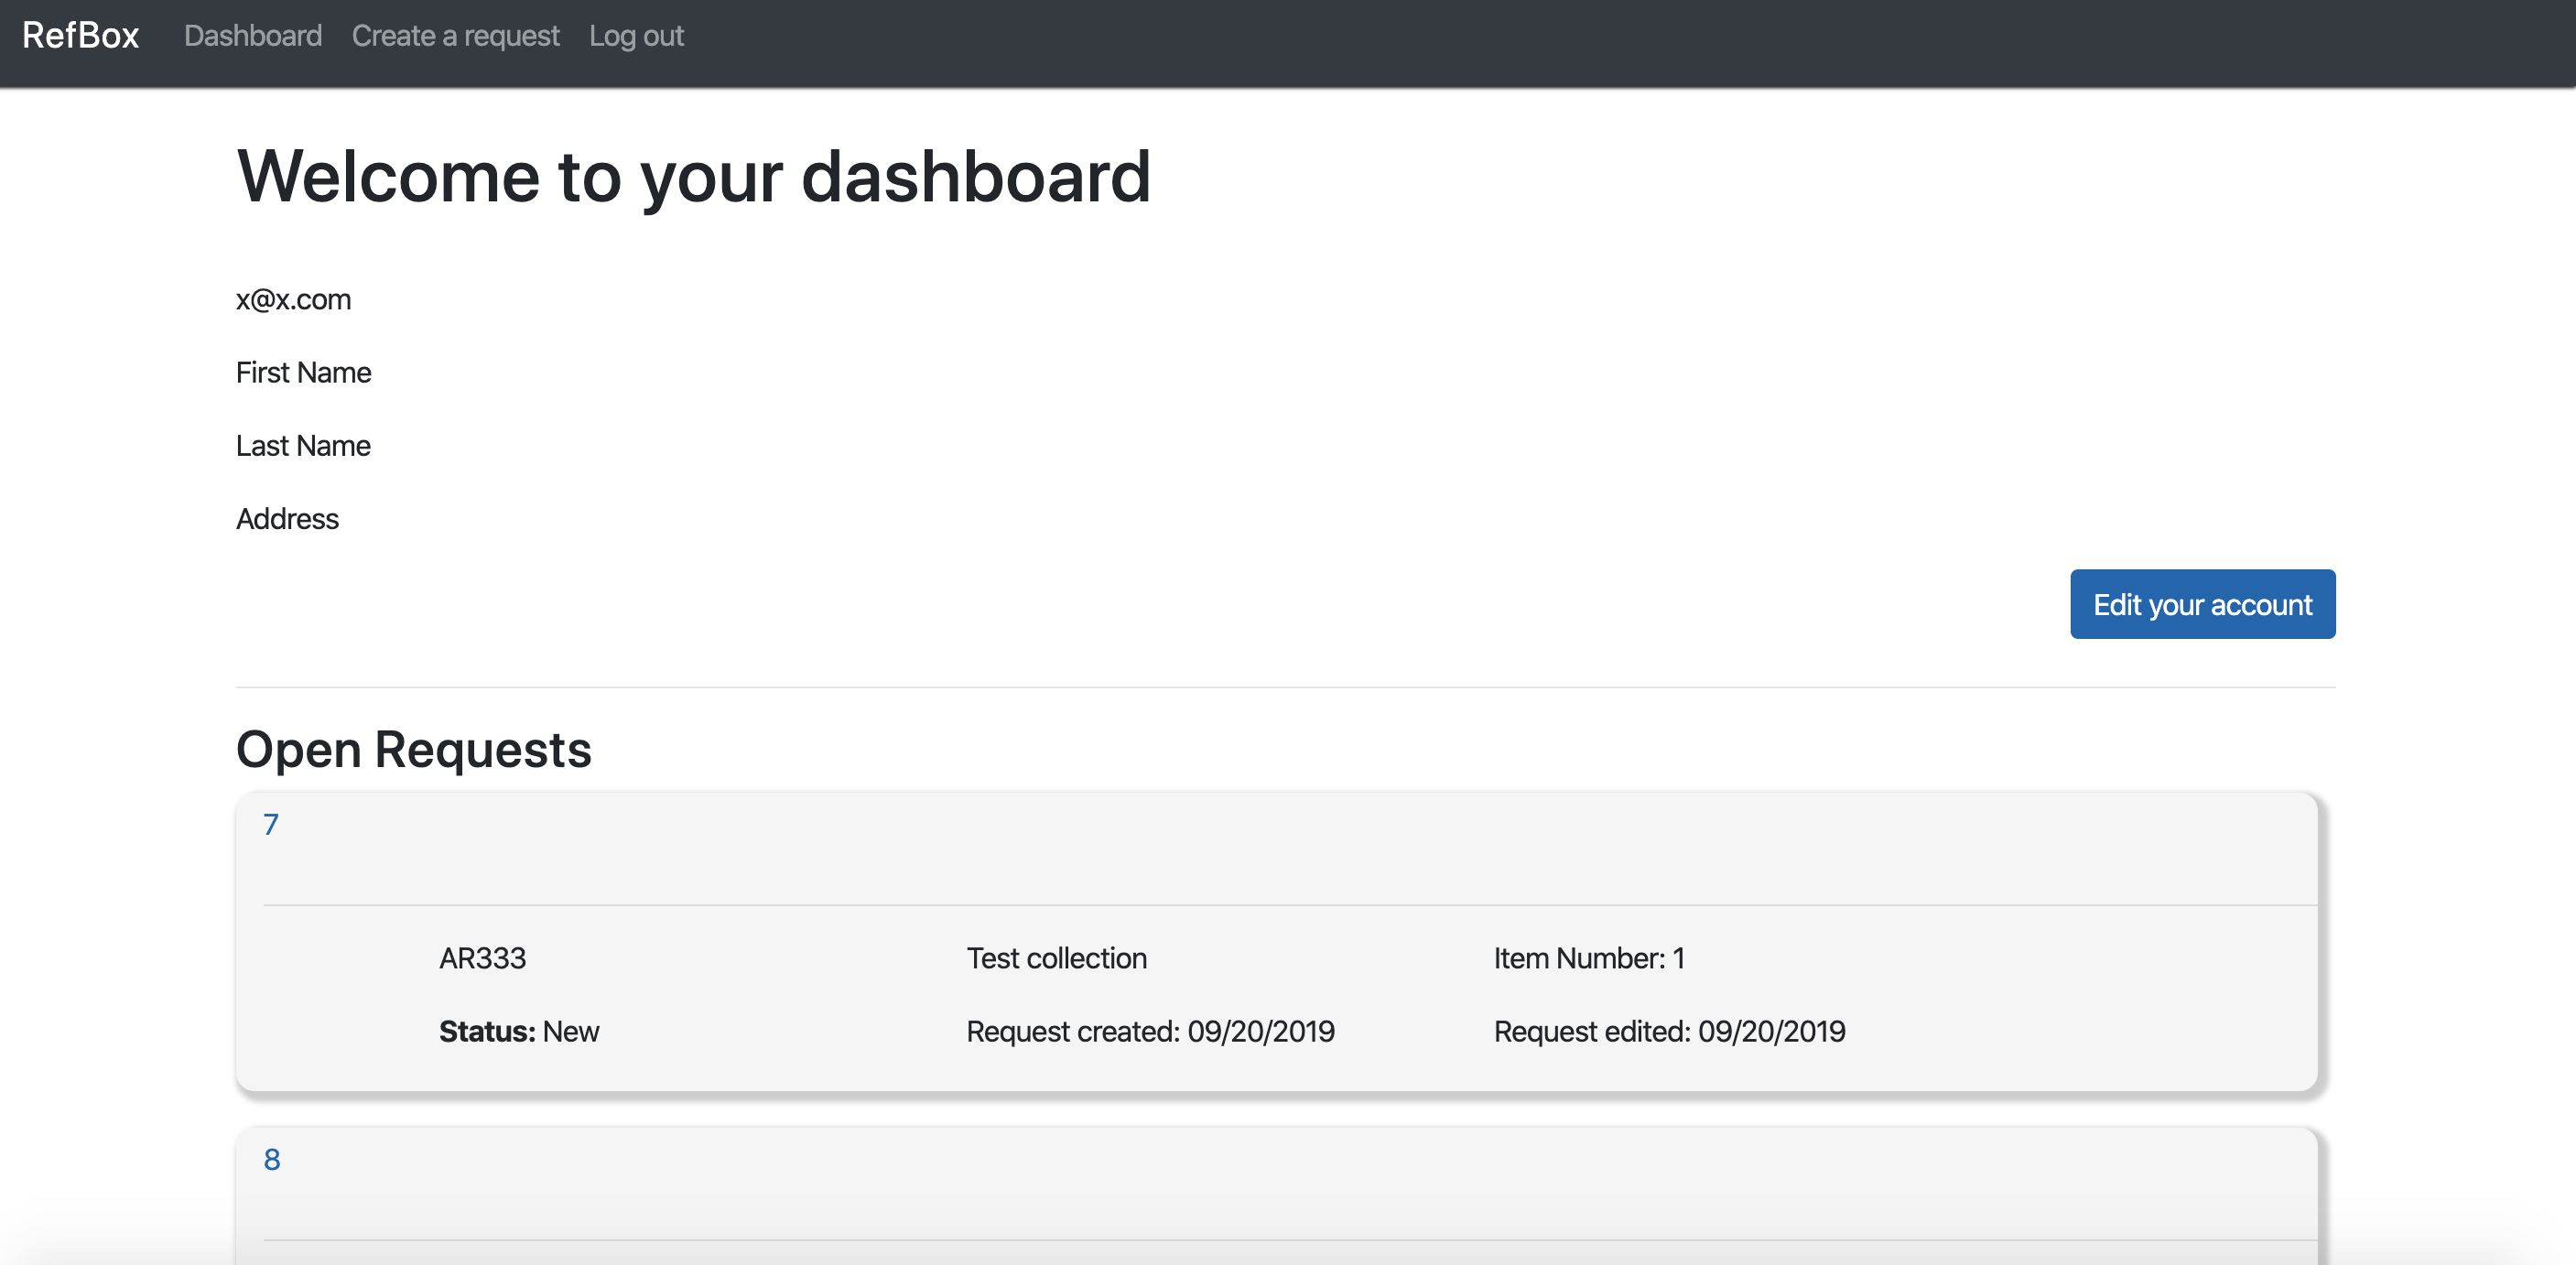 RefBox Dashboard Create a request Log out
Welcome to your dashboard
x@x.com
First Name
Last Name
Address
Edit your account
Open Requests
7
AR333 Test collection Item Number: 1
Status: New Request created: 09/20/2019 Request edited: 09/20/2019
8